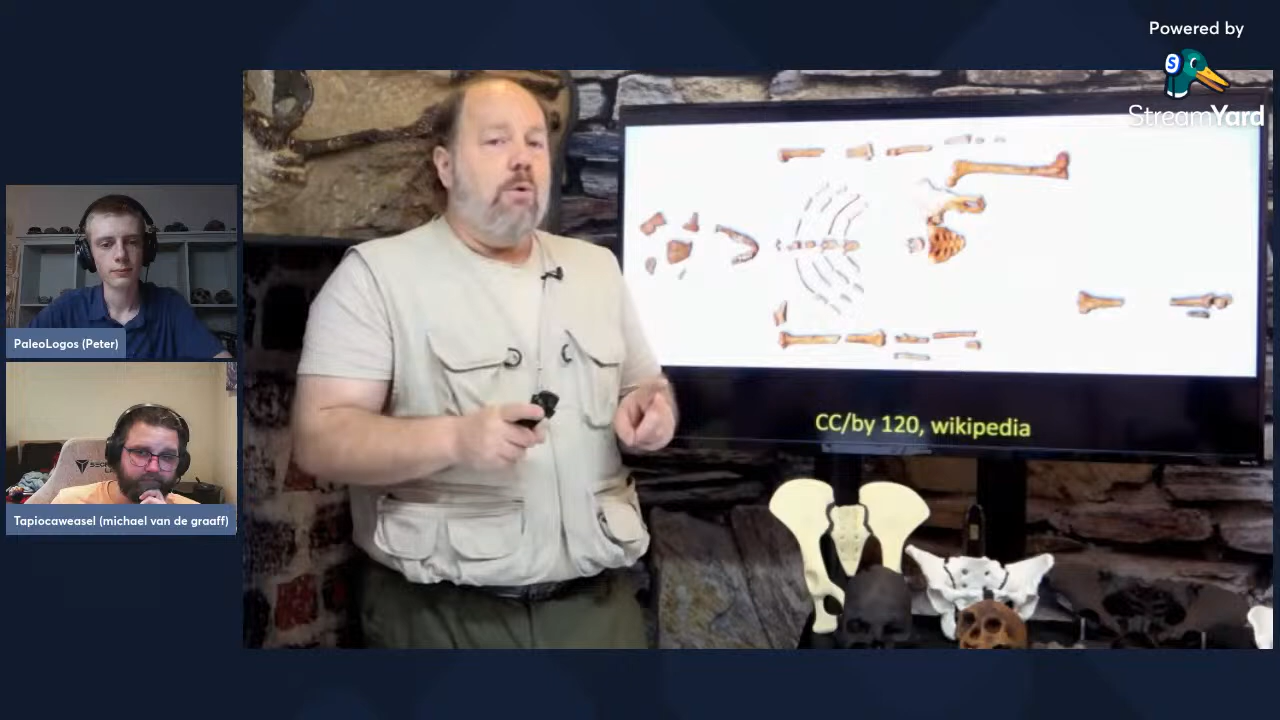 Powered by
S
StreamYard
PaleoLogos (Peter)
Tapiocaweasel (michael van de graaff)
CC/by 120, wikipedia